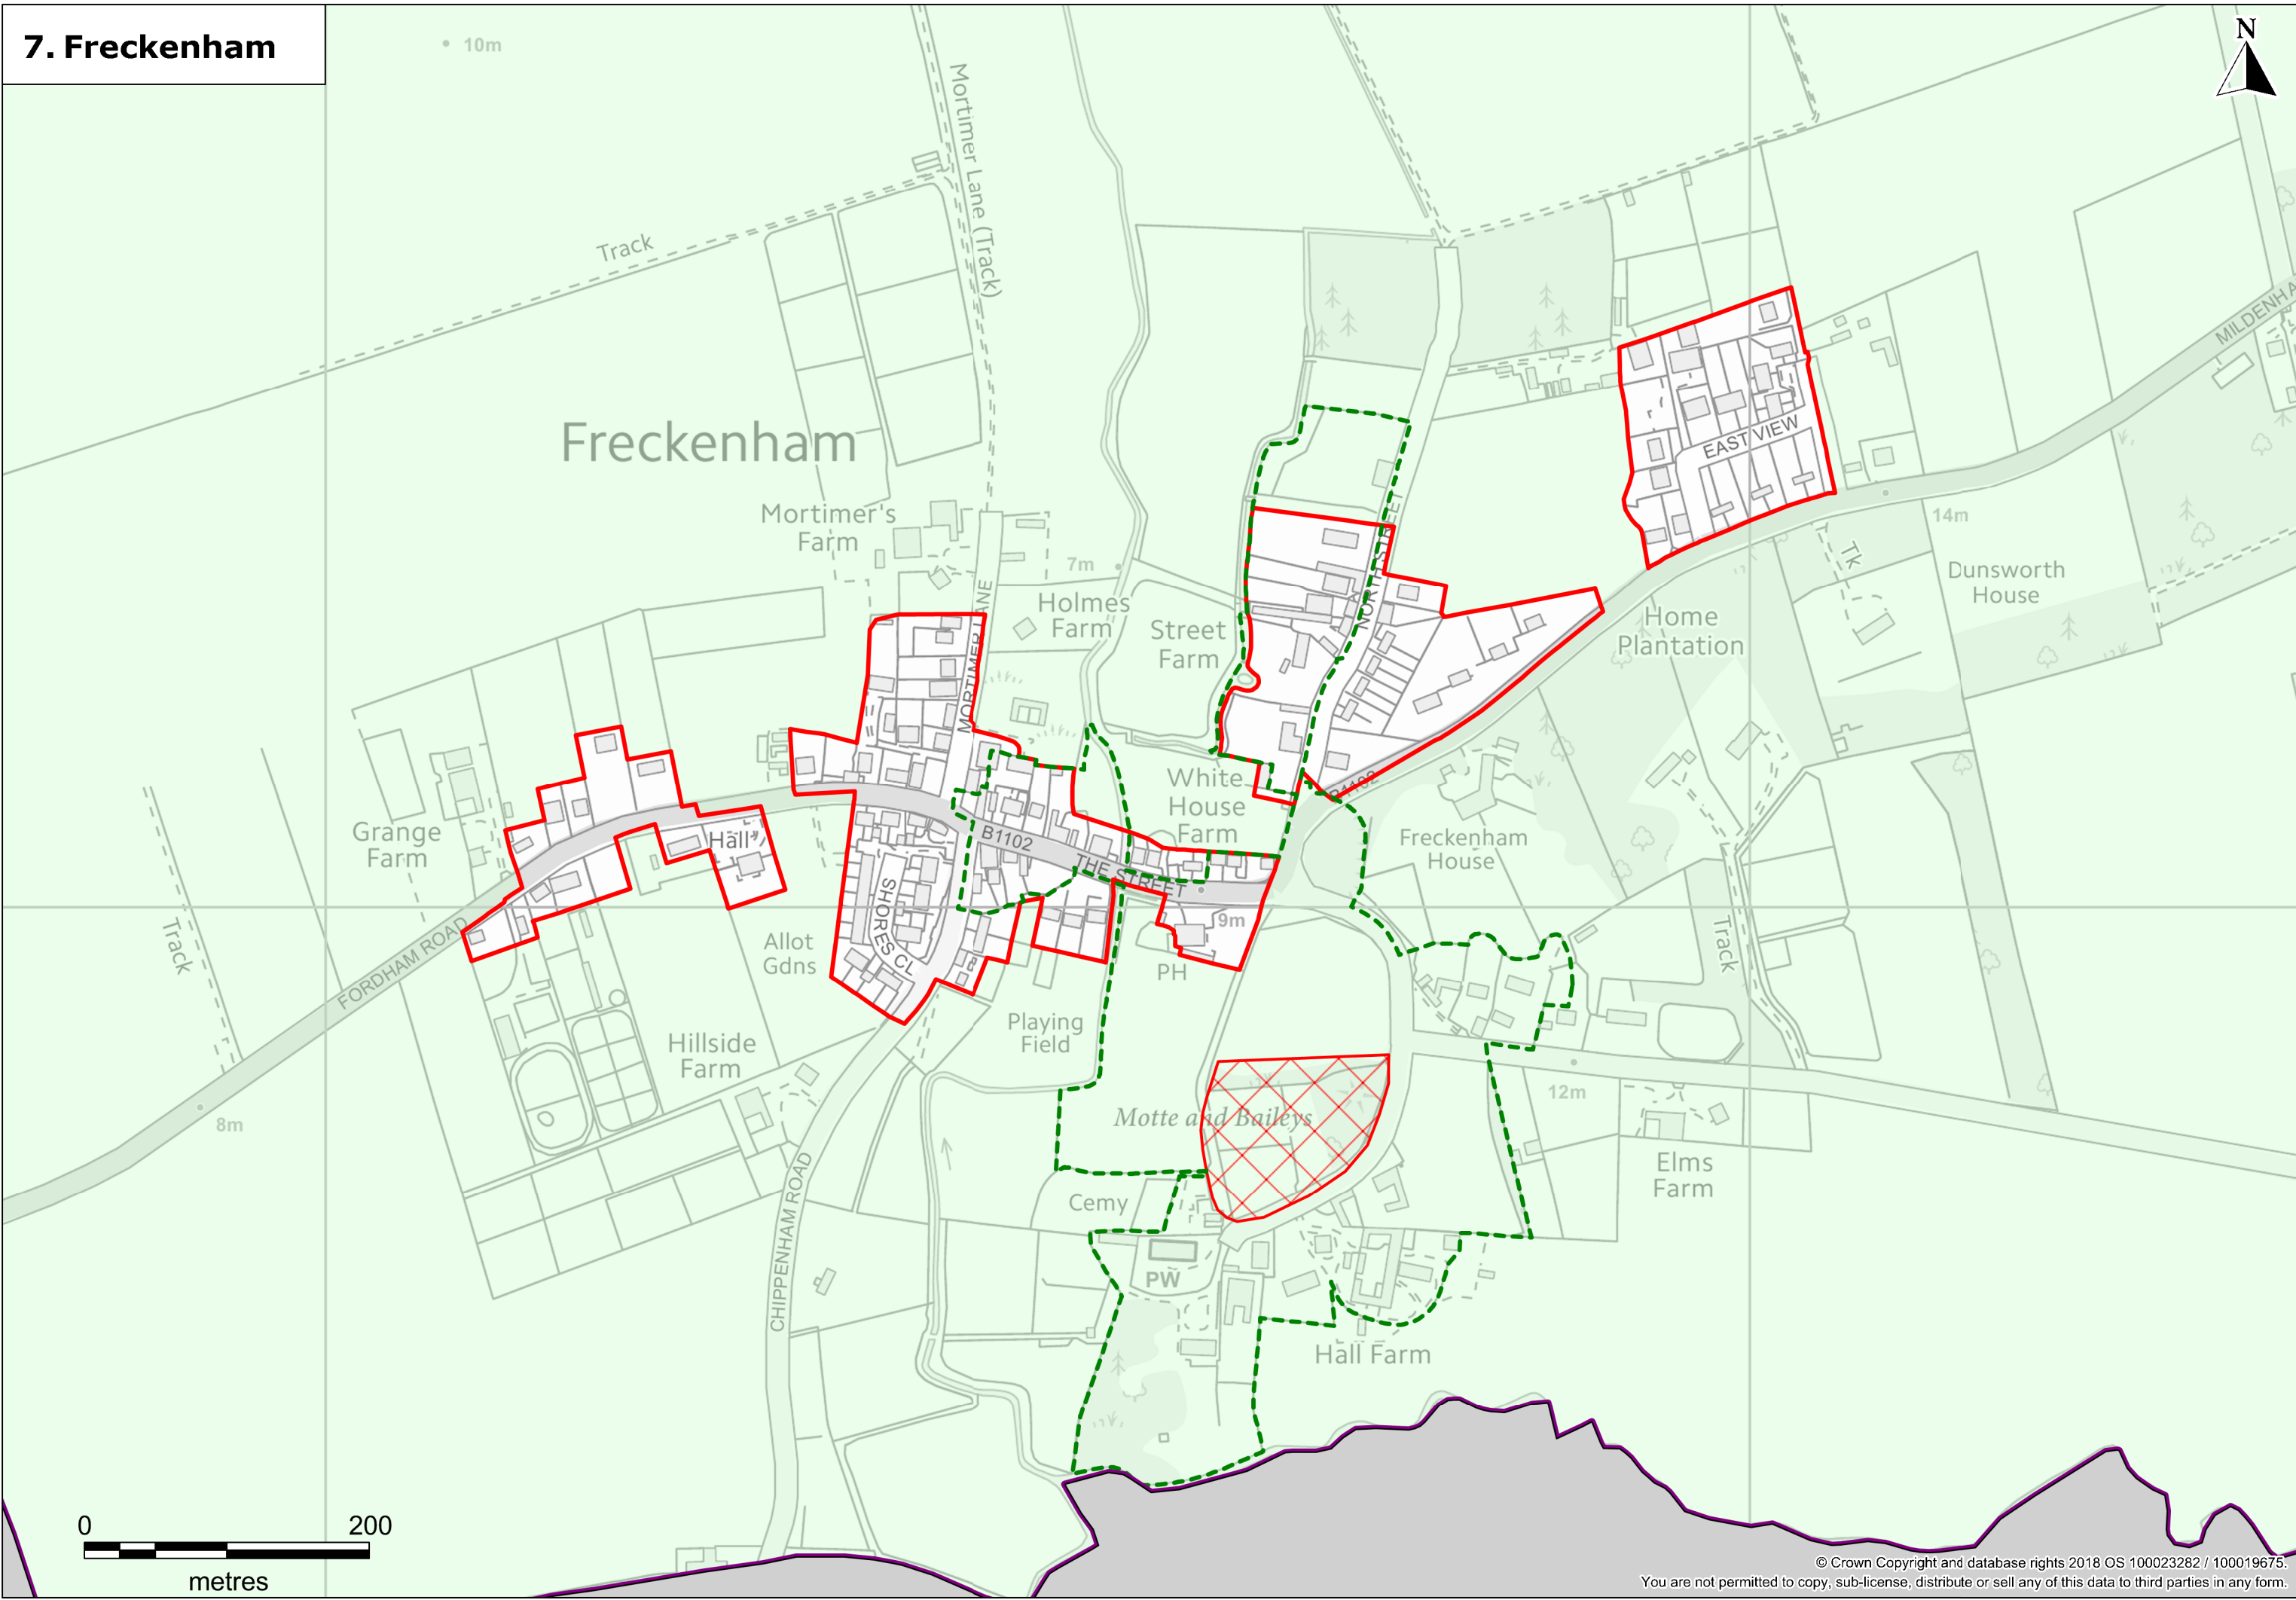 7. Freckenham
N
10m
Mortimer Lane (Track)
Track
MILDENHA
Freckenham
EAST VIEW
Mortimer's
Farm
NORTH STREET
14m
Tk
7m
Dunsworth
House
Holmes
Farm
MORTIMER LANE
Street
Farm
Home
Plantation
White
House
Farm
B1102
Grange
Farm
Hall
B1102
THE STREET
Freckenham
House
SHORES CL
9m
Track
FORDHAM ROAD
Allot
Gdns
PH
Track
Playing
Field
Hillside
Farm
8m
Motte and Baileys
12m
Elms
Farm
CHIPPENHAM ROAD
Cemy
PW
Hall Farm
0 200
metres
© Crown Copyright and database rights 2018 OS 100023282 / 100019675.
You are not permitted to copy, sub-license, distribute or sell any of this data to third parties in any form.